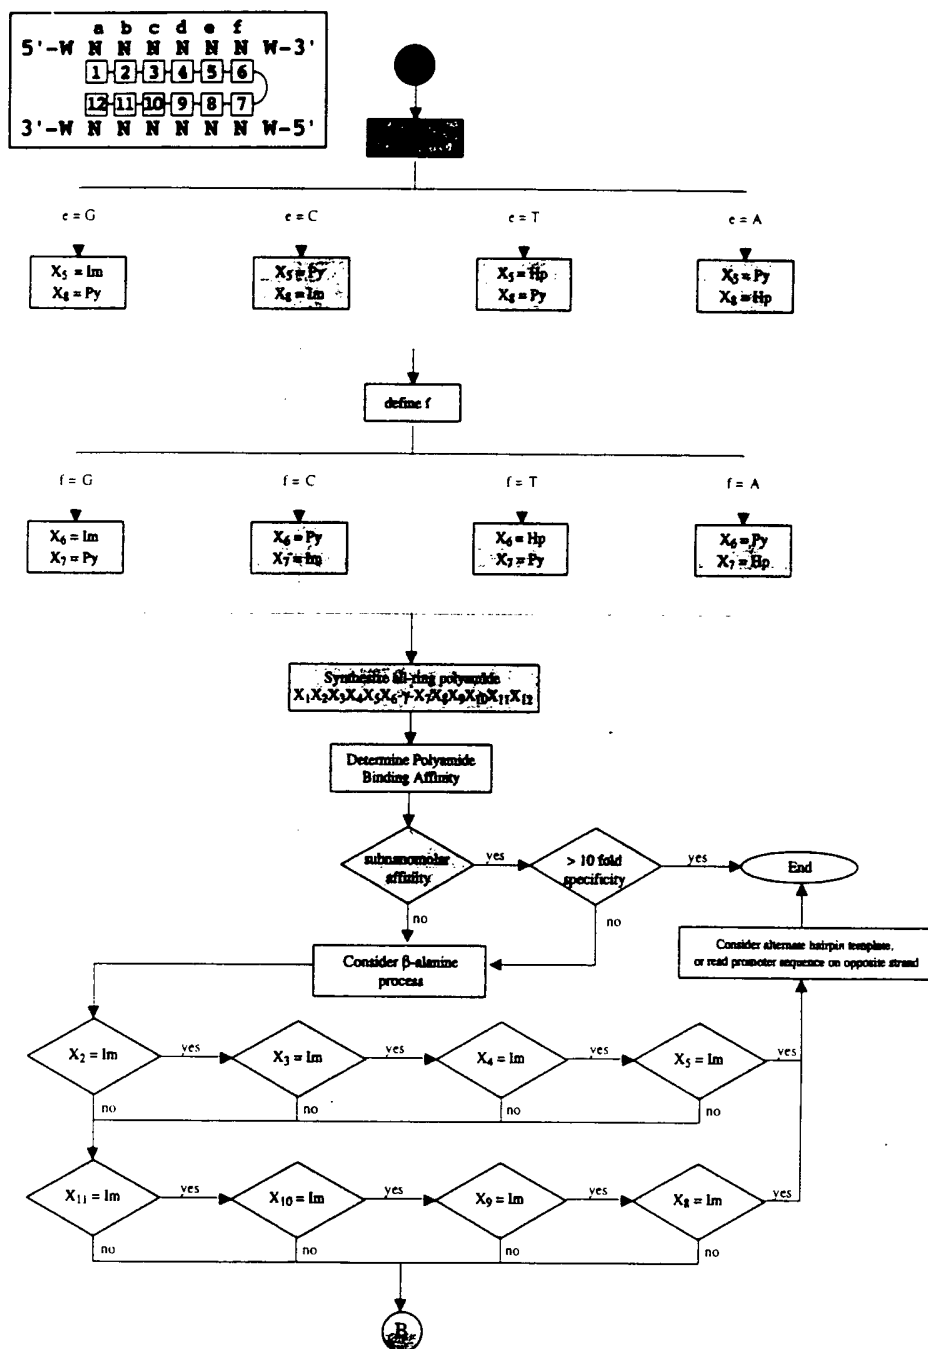 a b c d e f
5'-W N N N N N N W-3'
1 2 3 4 5 6
12 11 10 9 8 7
3'-W N N N N N N W-5'
e = G
e = C
e = T
e = A
X5 = Im
X8 = Py
X5 = Py
X8 = Im
X5 = Hp
X8 = Py
X5 = Py
X8 = Hp
define f
f = G
f = C
f = T
f = A
X6 = Im
X7 = Py
X6 = Py
X7 = Im
X6 = Hp
X7 = Py
X6 = Py
X7 = Hp
Synthesize all-ring polyamide
X1X2X3X4X5X6-γ-X7X8X9X10X11X12
Determine Polyamide
Binding Affinity
subnanomolar
affinity
yes
> 10 fold
specificity
yes
End
no
no
Consider β-alanine
process
Consider alternate hairpin template,
or read promoter sequence on opposite strand
X2 = Im
yes
X3 = Im
yes
X4 = Im
yes
X5 = Im
yes
no
no
no
no
X11 = Im
yes
X10 = Im
yes
X9 = Im
yes
X8 = Im
yes
no
no
no
no
B